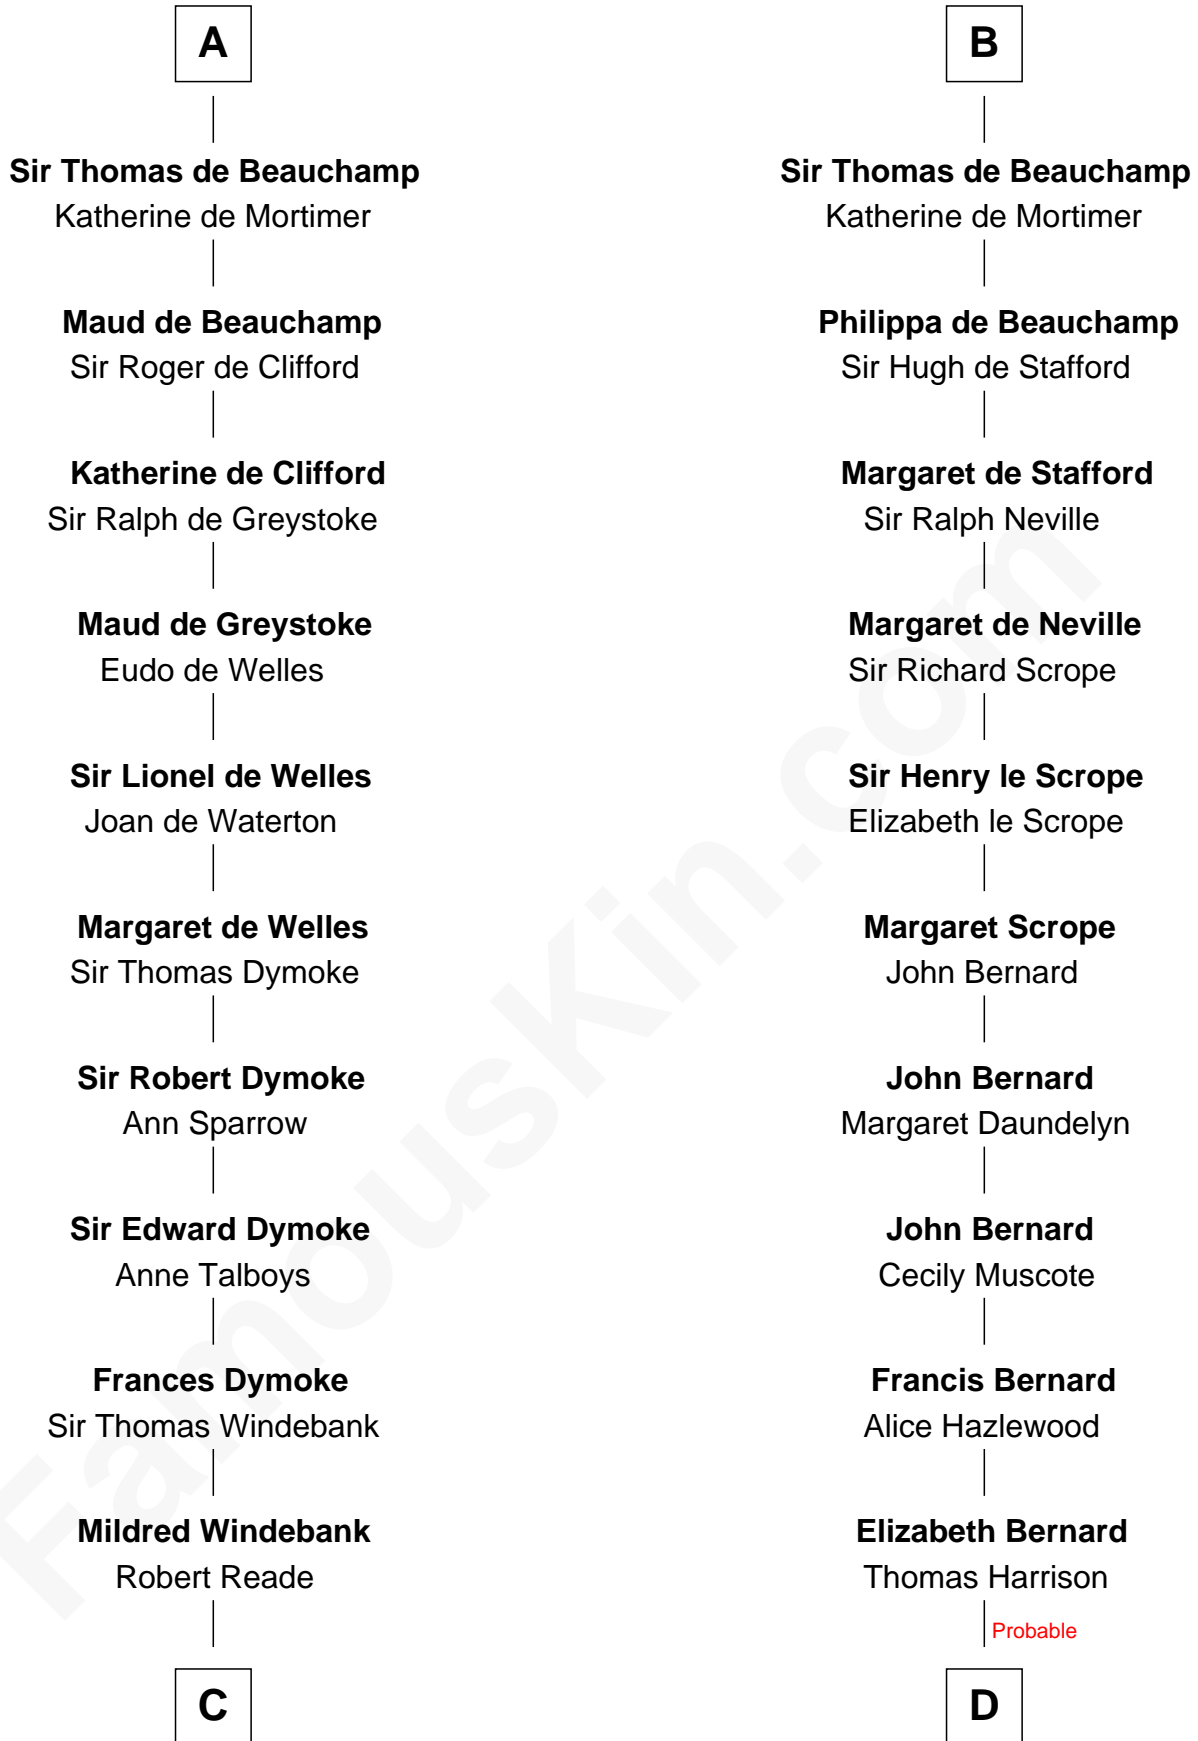 A
Sir Thomas de Beauchamp
Katherine de Mortimer
Maud de Beauchamp
Sir Roger de Clifford
Katherine de Clifford
Sir Ralph de Greystoke
Maud de Greystoke
Eudo de Welles
Sir Lionel de Welles
Joan de Waterton
Margaret de Welles
Sir Thomas Dymoke
Sir Robert Dymoke
Ann Sparrow
Sir Edward Dymoke
Anne Talboys
Frances Dymoke
Sir Thomas Windebank
Mildred Windebank
Robert Reade
C
B
Sir Thomas de Beauchamp
Katherine de Mortimer
Philippa de Beauchamp
Sir Hugh de Stafford
Margaret de Stafford
Sir Ralph Neville
Margaret de Neville
Sir Richard Scrope
Sir Henry le Scrope
Elizabeth le Scrope
Margaret Scrope
John Bernard
John Bernard
Margaret Daundelyn
John Bernard
Cecily Muscote
Francis Bernard
Alice Hazlewood
Elizabeth Bernard
Thomas Harrison
Probable
D
FamousKin.com